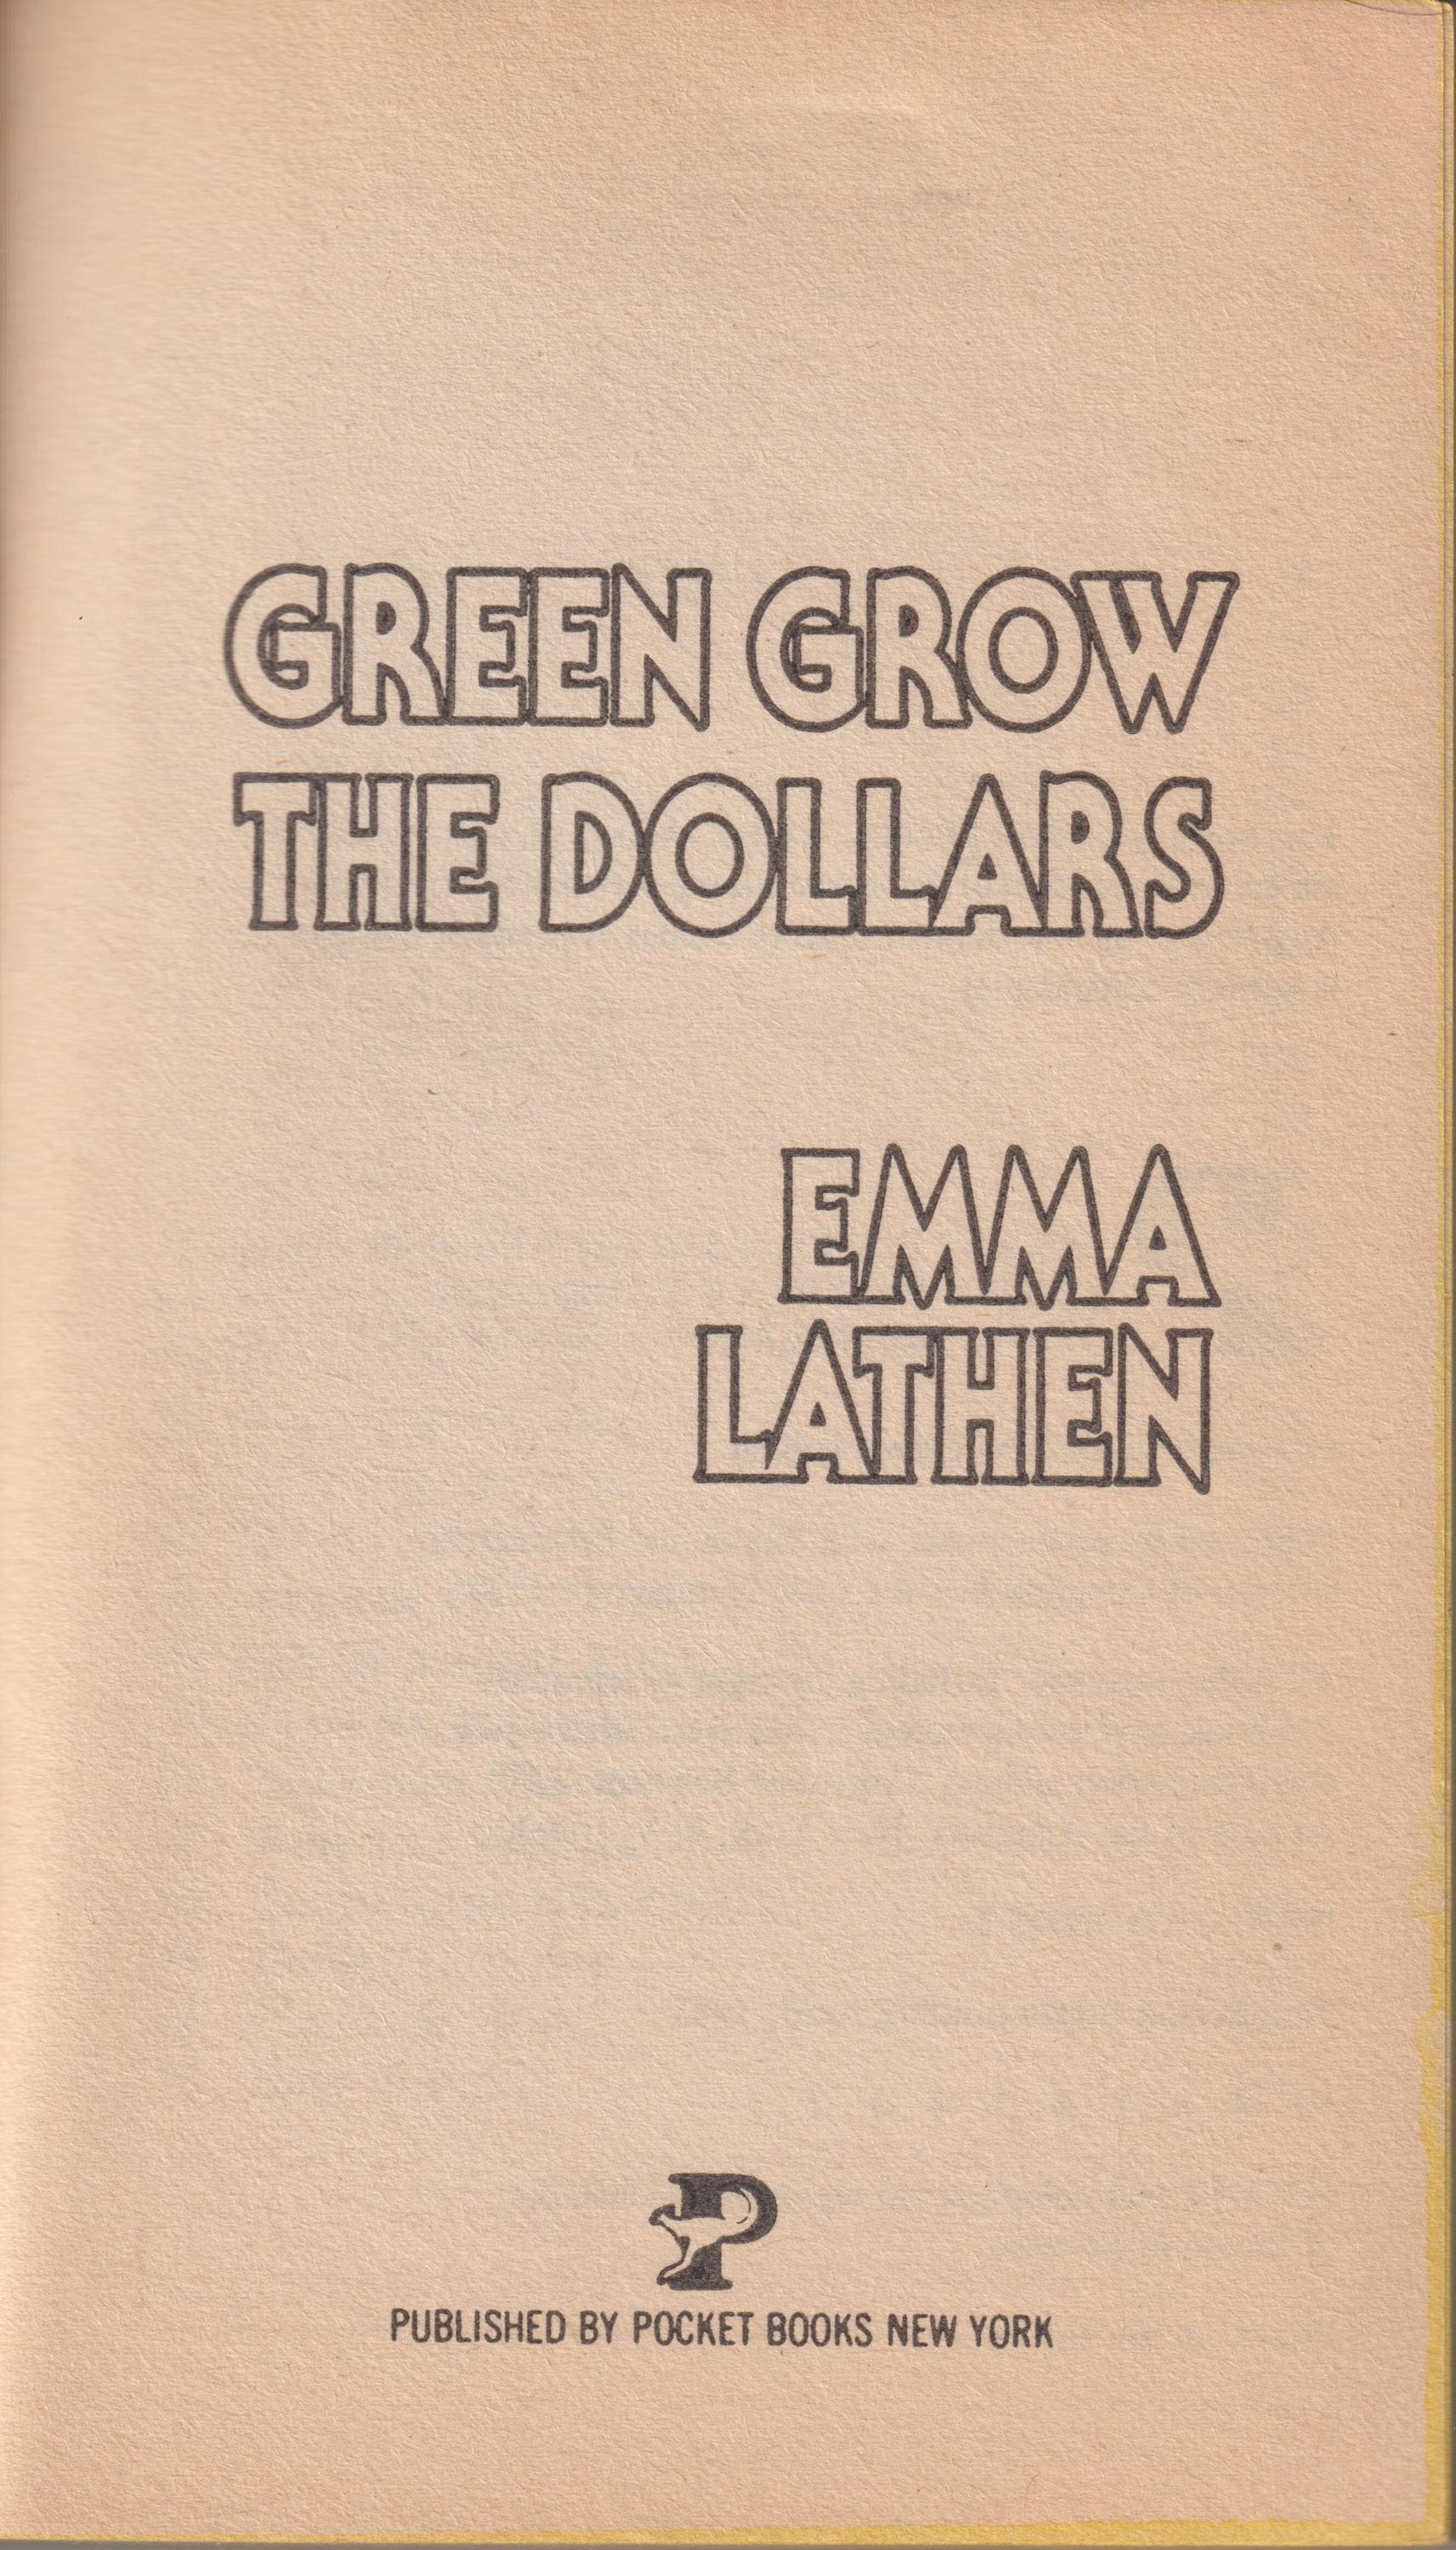 GREEN GROW
THE DOLLARS
EMMA
LATHEN
P
PUBLISHED BY POCKET BOOKS NEW YORK